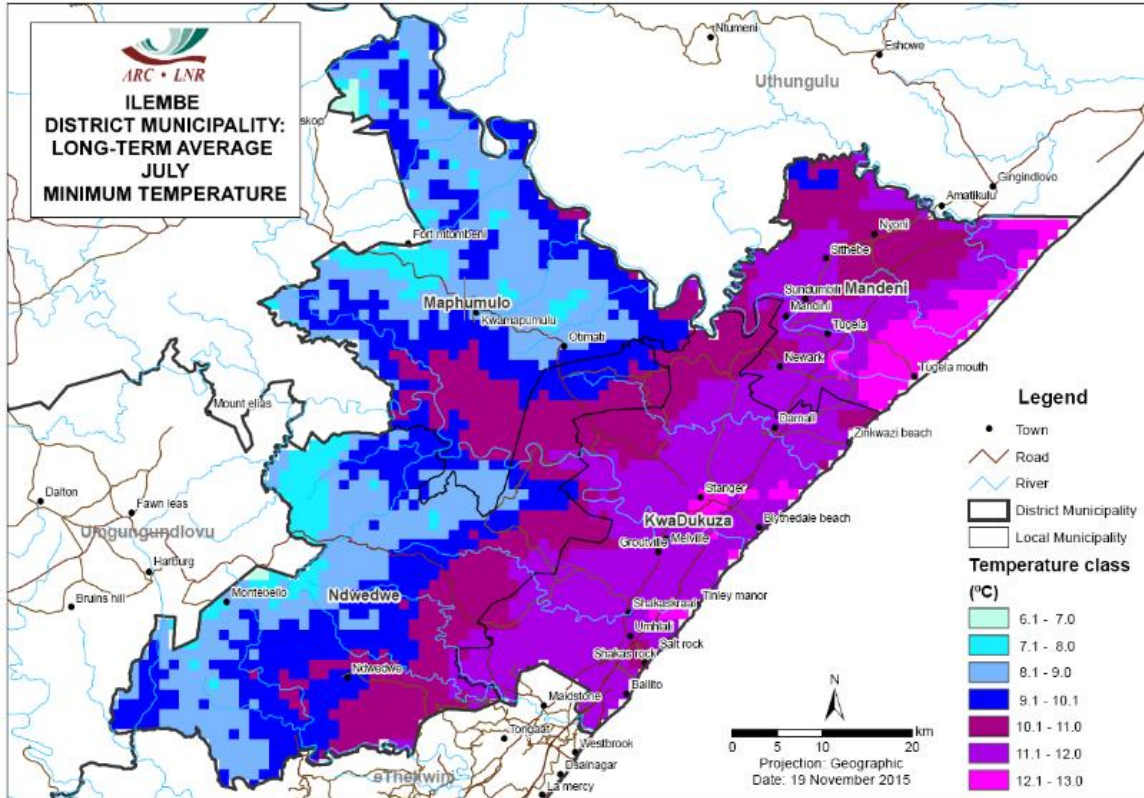 ARC • LNR
ILEMBE
DISTRICT MUNICIPALITY:
LONG-TERM AVERAGE
JULY
MINIMUM TEMPERATURE
Ntumeni
Eshowe
Uthungulu
skop
Gingindlovo
Amatikulu
Nyoni
Fort mtombeni
Sithebe
Sundumbili
Mandeni
Maphumulo
Mandini
Kwamapumulu
Tugela
Otimati
Newark
Tugela mouth
Mount elias
Darnall
Zinkwazi beach
Dalton
Fawn leas
Stanger
Umgungundlovu
KwaDukuza
Blythedale beach
Groutville
Melville
Harburg
Ndwedwe
Montebello
Bruins hill
Shakaskraal
Tinley manor
Umhlali
Salt rock
Shakas rock
Ndwedwe
Ballito
Maidstone
Tongaat
Westbrook
Dsainagar
eThekwini
La mercy
Legend
Town
Road
River
District Municipality
Local Municipality
Temperature class
(ºC)
6.1 - 7.0
7.1 - 8.0
8.1 - 9.0
9.1 - 10.1
10.1 - 11.0
11.1 - 12.0
12.1 - 13.0
N
0 5 10 20 km
Projection: Geographic
Date: 19 November 2015